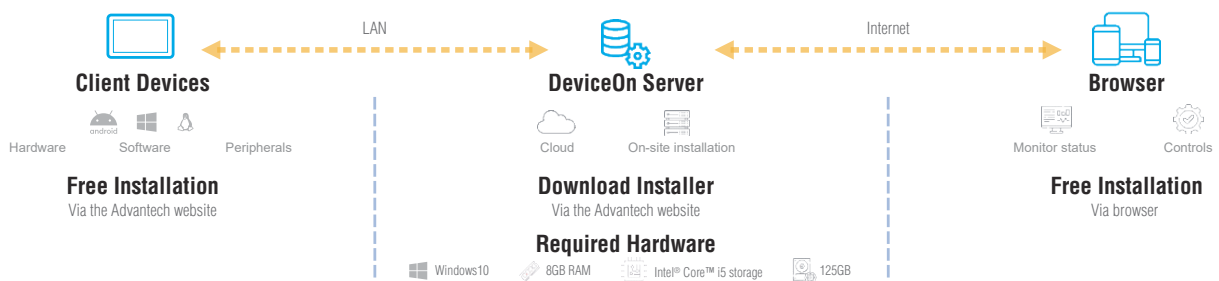 LAN
Internet
Client Devices
DeviceOn Server
Browser
android
Hardware
Software
Peripherals
Cloud
On-site installation
Monitor status
Controls
Free Installation
Via the Advantech website
Download Installer
Via the Advantech website
Free Installation
Via browser
Required Hardware
Windows10
8GB RAM
Intel® Core™ i5 storage
125GB